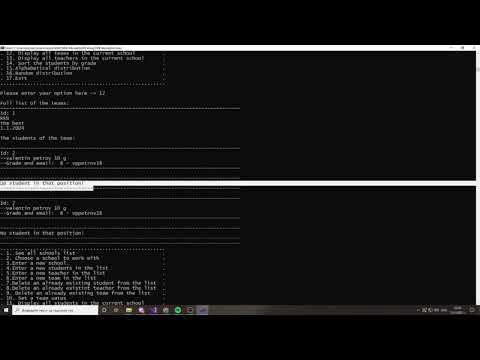 . 12. Display all teams in the current school .
. 13. Display all teachers in the current school .
. 14. Sort the students by grade .
. 15.Alphabetical distribution .
. 16.Random distribution .
. 17.Exit .
Please enter your option here -> 12
Full list of the teams:
Id: 1
the best
1.1.2024
The students of the team:
Id: 2
--valentin petrov 10 g
--Grade and email: 6 - vppetrov18
No student in that position!
Id: 2
--valentin petrov 10 g
--Grade and email: 6 - vppetrov18
No student in that position!
. 1. See all schools list .
. 2. Choose a school to work with .
. 3.Enter a new school. .
. 4.Enter a new students in the list .
. 5.Enter a new teacher in the list .
. 6.Enter a new team in the list .
. 7.Delete an already existing student from the list .
. 8.Delete an already existint teacher from the list .
. 9. Delete an already existing team from the list .
. 10. Set a team satus .
. 11. Display all students in the current school .